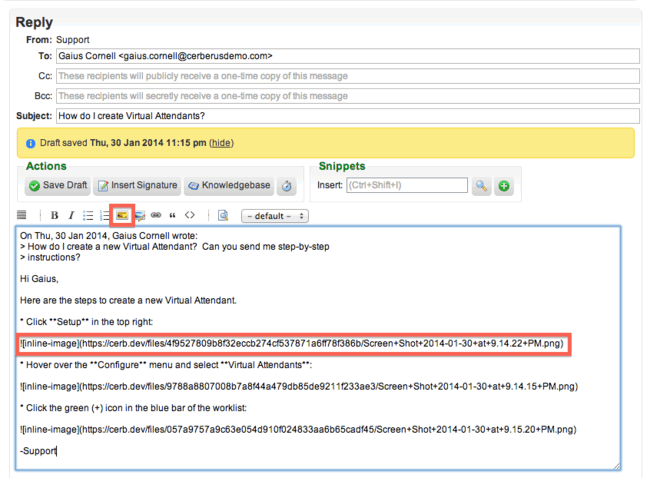 Reply
From: Support
To: Gaius Cornell <gaius.cornell@cerberusdemo.com>
Cc: These recipients will publicly receive a one-time copy of this message
Bcc: These recipients will secretly receive a one-time copy of this message
Subject: How do I create Virtual Attendants?
Draft saved Thu, 30 Jan 2014 11:15 pm (hide)
Actions
Save Draft Insert Signature Knowledgebase
Snippets
Insert: (Ctrl+Shift+I)
B I “ <> - default -
On Thu, 30 Jan 2014, Gaius Cornell wrote:
> How do I create a new Virtual Attendant?  Can you send me step-by-step
> instructions?
Hi Gaius,
Here are the steps to create a new Virtual Attendant.
* Click **Setup** in the top right:
![inline-image](https://cerb.dev/files/4f9527809b8f32eccb274cf537871a6ff78f386b/Screen+Shot+2014-01-30+at+9.14.22+PM.png)
* Hover over the **Configure** menu and select **Virtual Attendants**:
![inline-image](https://cerb.dev/files/9788a8807008b7a8f44a479db85de9211f233ae3/Screen+Shot+2014-01-30+at+9.14.15+PM.png)
* Click the green (+) icon in the blue bar of the worklist:
![inline-image](https://cerb.dev/files/057a9757a9c63e054d910f024833aa6b65cadf45/Screen+Shot+2014-01-30+at+9.15.20+PM.png)
-Support